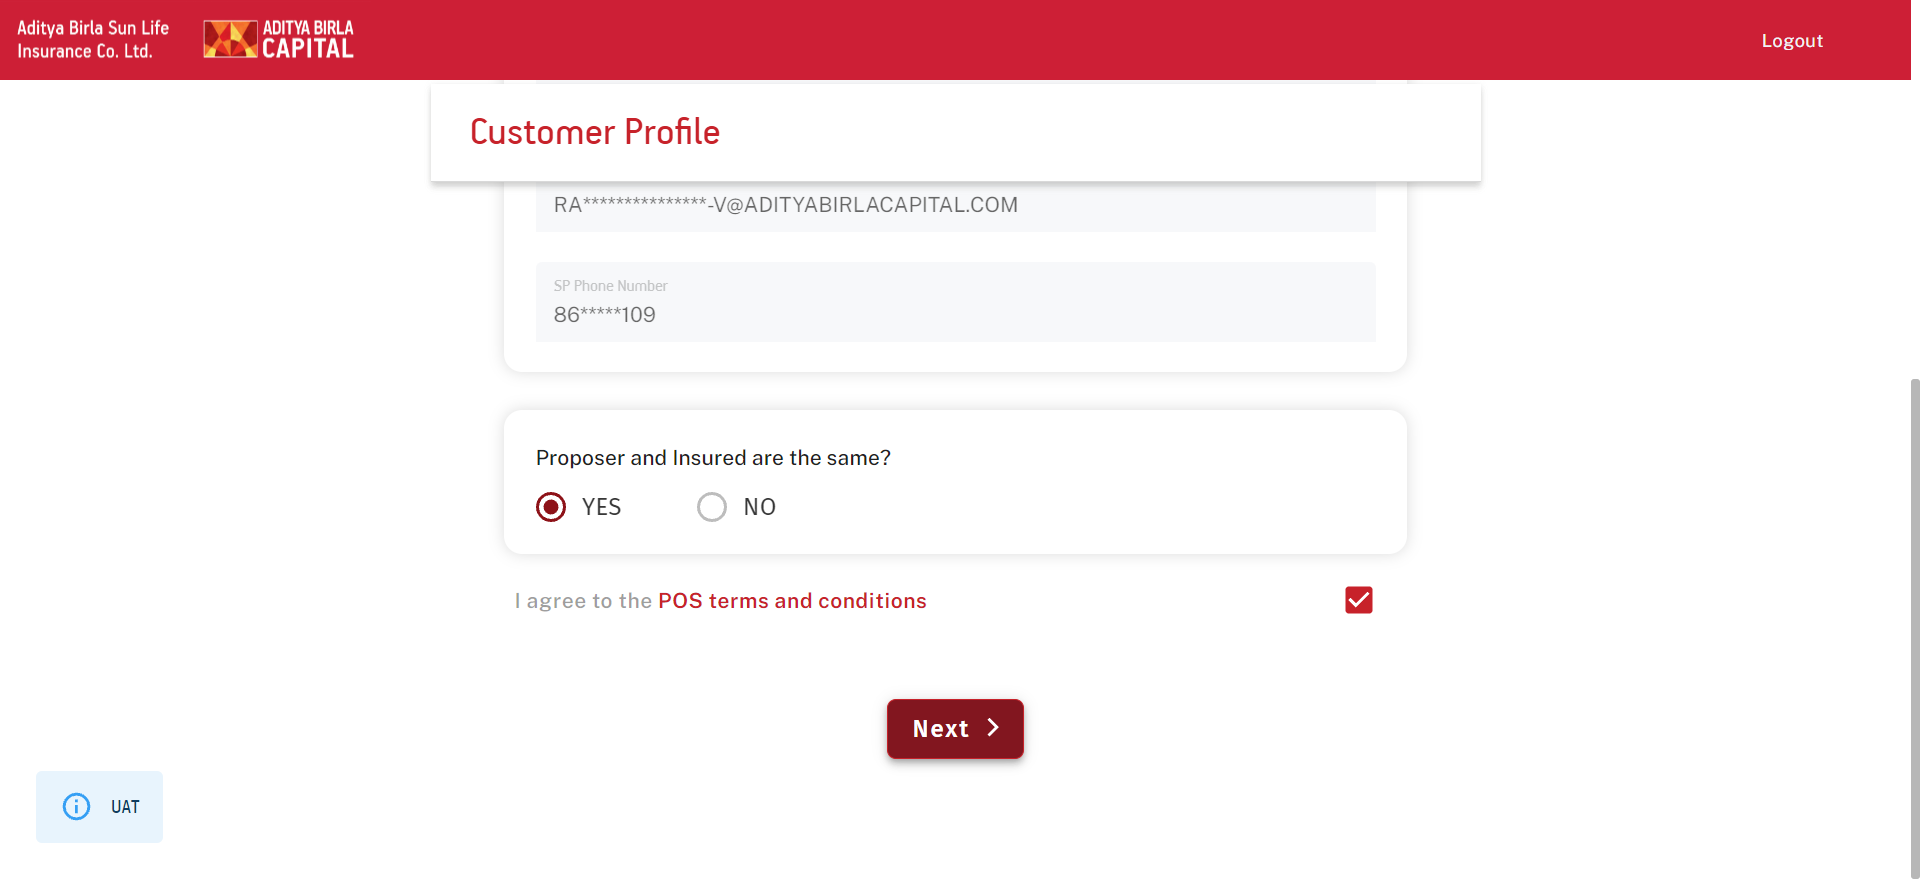 Aditya Birla Sun Life
Insurance Co. Ltd.
ADITYA BIRLA
CAPITAL
Logout
Customer Profile
RA***************-V@ADITYABIRLACAPITAL.COM
SP Phone Number
86*****109
Proposer and Insured are the same?
YES NO
I agree to the POS terms and conditions
Next
UAT